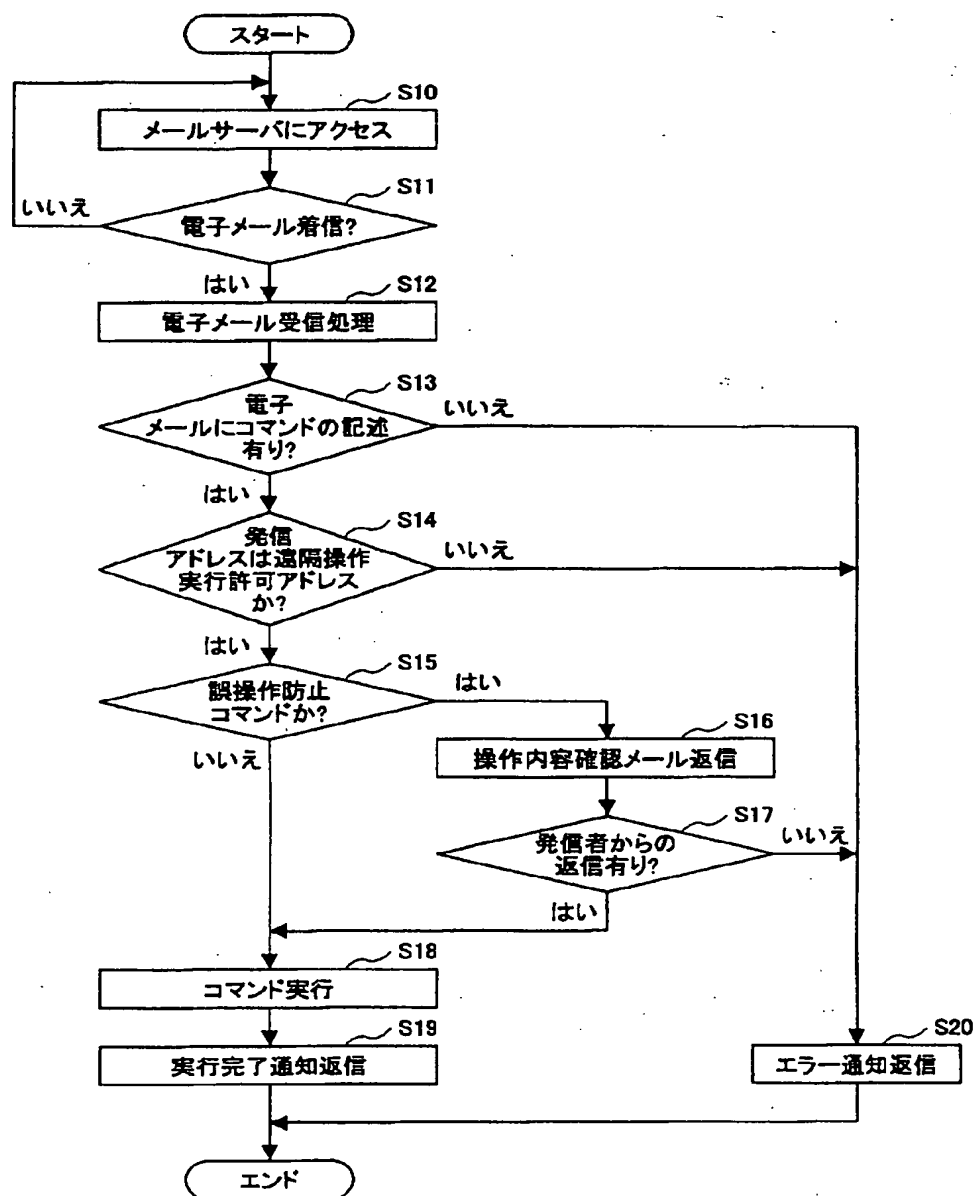 スタート
S10
メールサーバにアクセス
S11
いいえ
電子メール着信?
はい
S12
電子メール受信処理
S13
電子
メールにコマンドの記述
有り?
いいえ
はい
S14
発信
アドレスは遠隔操作
実行許可アドレス
か?
いいえ
はい
S15
誤操作防止
コマンドか?
はい
いいえ
S16
操作内容確認メール返信
S17
発信者からの
返信有り?
いいえ
はい
S18
コマンド実行
S19
実行完了通知返信
S20
エラー通知返信
エンド